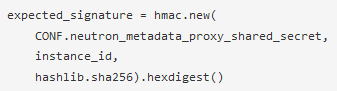 expected_signature = hmac.new(
    CONF.neutron_metadata_proxy_shared_secret,
    instance_id,
    hashlib.sha256).hexdigest()